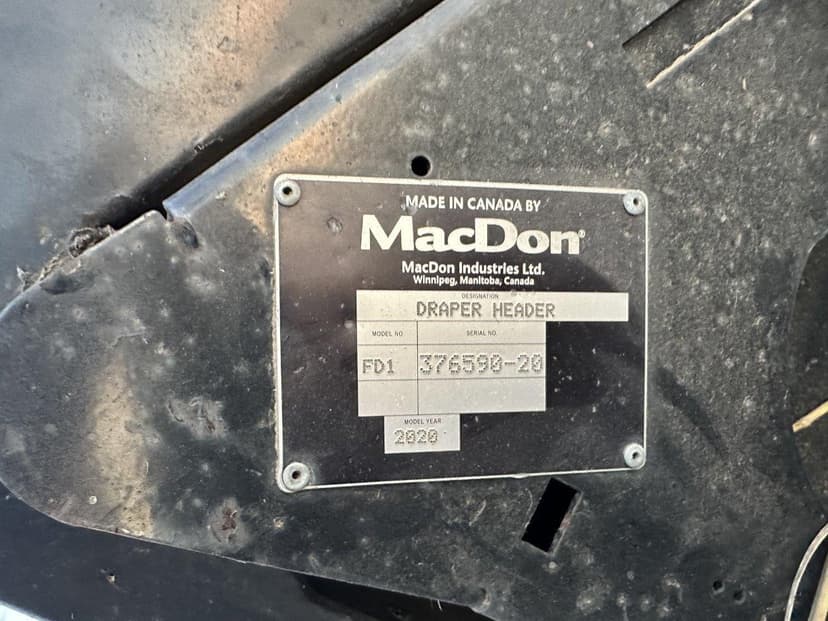 MADE IN CANADA BY
MacDon®
MacDon Industries Ltd.
Winnipeg, Manitoba, Canada
DESIGNATION
DRAPER HEADER
MODEL NO. SERIAL NO.
FD1 376590-20
MODEL YEAR
2020